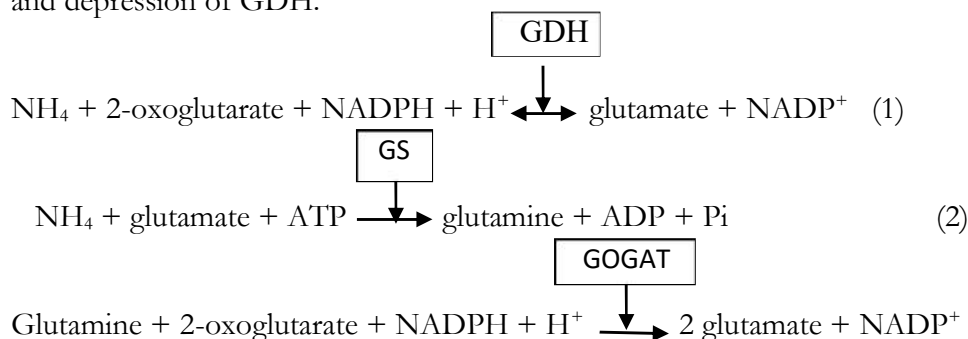 and depression of GDH.
GDH
NH₄ + 2-oxoglutarate + NADPH + H⁺ ⟷ glutamate + NADP⁺ (1)
GS
NH₄ + glutamate + ATP ⟶ glutamine + ADP + Pi (2)
GOGAT
Glutamine + 2-oxoglutarate + NADPH + H⁺ ⟶ 2 glutamate + NADP⁺